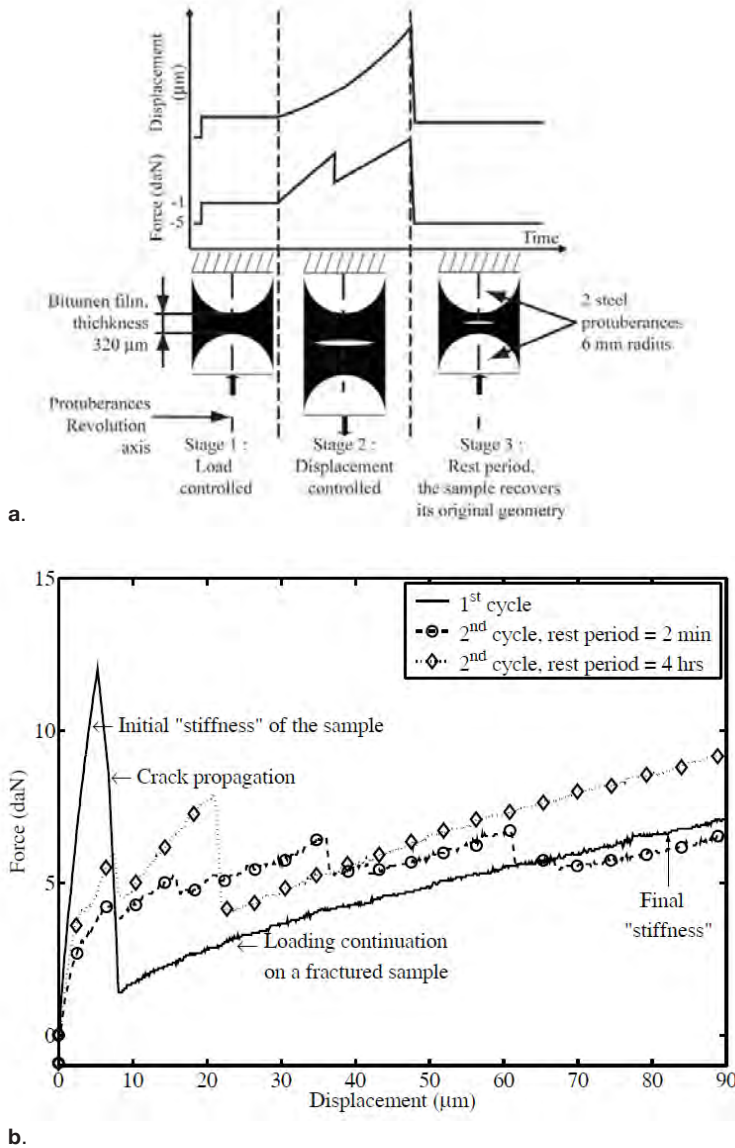 Displacement
(μm)
Force (daN)
-1
-5
Time
Bitumen film,
thichkness
320 μm
2 steel
protuberances
6 mm radius
Protuberances
Revolution
axis
Stage 1 :
Load
controlled
Stage 2 :
Displacement
controlled
Stage 3 :
Rest period,
the sample recovers
its original geometry
a.
15
10
5
0
Force (daN)
1st cycle
2nd cycle, rest period = 2 min
2nd cycle, rest period = 4 hrs
←Initial "stiffness" of the sample
←Crack propagation
←Loading continuation
on a fractured sample
Final
"stiffness"
0
10
20
30
40
50
60
70
80
90
Displacement (μm)
b.